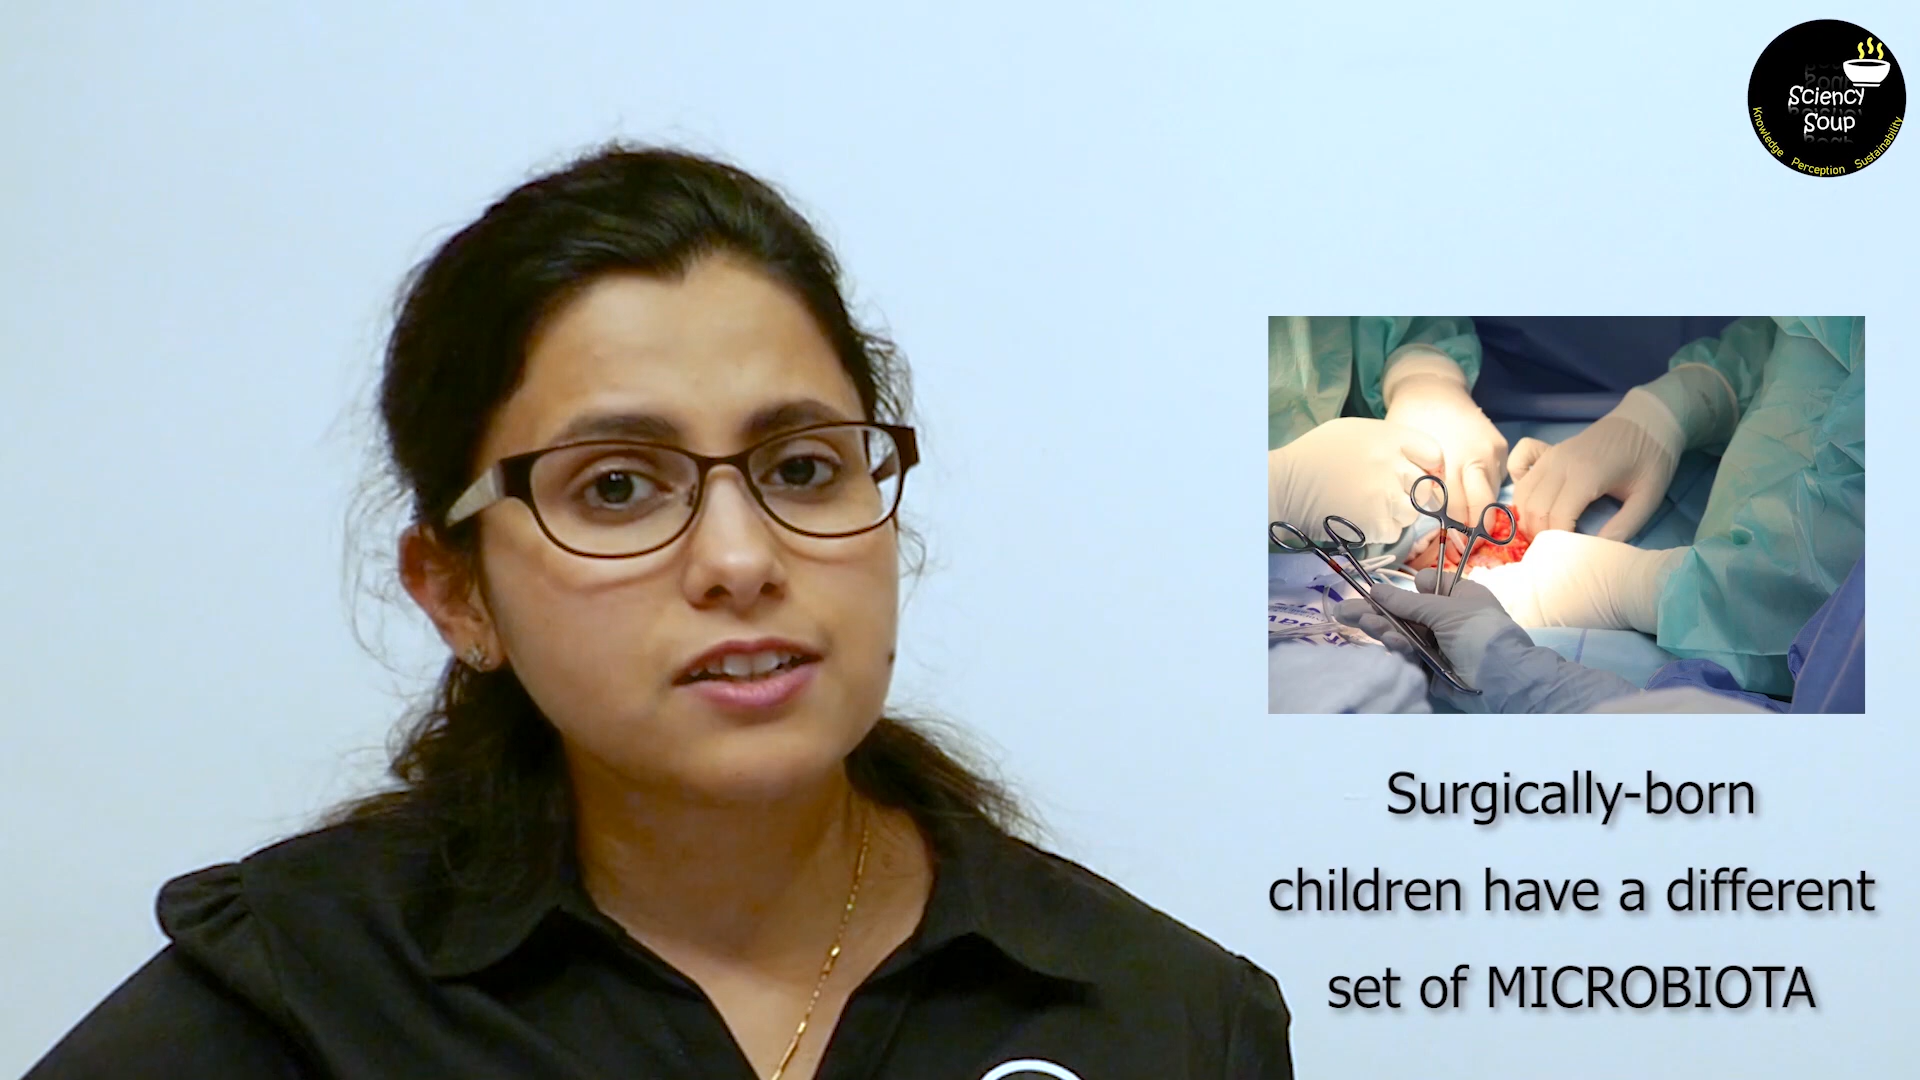 Sciency
Soup
Knowledge Perception Sustainability
Surgically-born
children have a different
set of MICROBIOTA